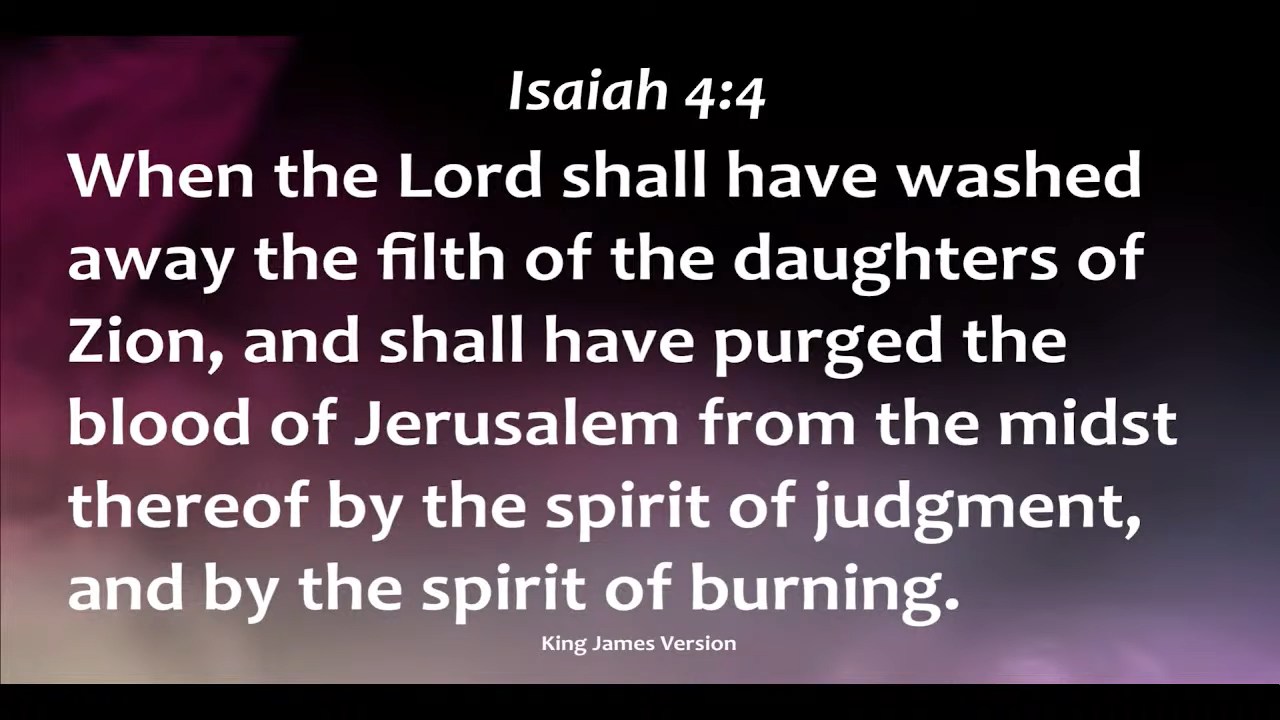 Isaiah 4:4
When the Lord shall have washed
away the filth of the daughters of
Zion, and shall have purged the
blood of Jerusalem from the midst
thereof by the spirit of judgment,
and by the spirit of burning.
King James Version